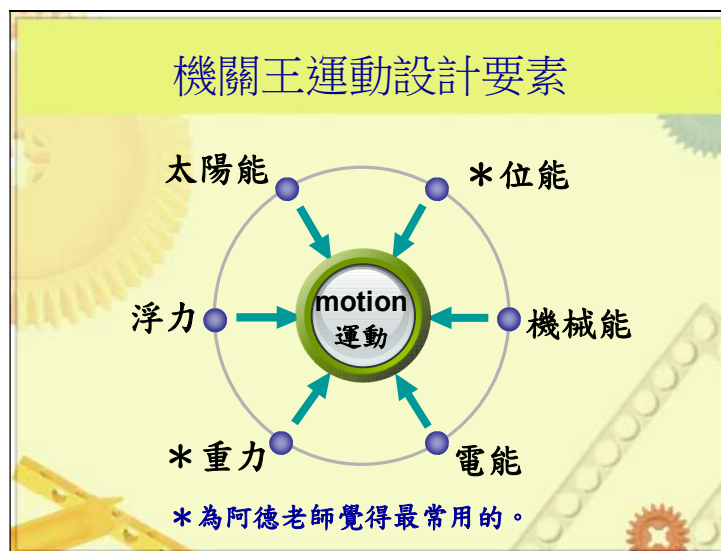 機關王運動設計要素
太陽能
＊位能
浮力
motion
運動
機械能
＊重力
電能
＊為阿德老師覺得最常用的。